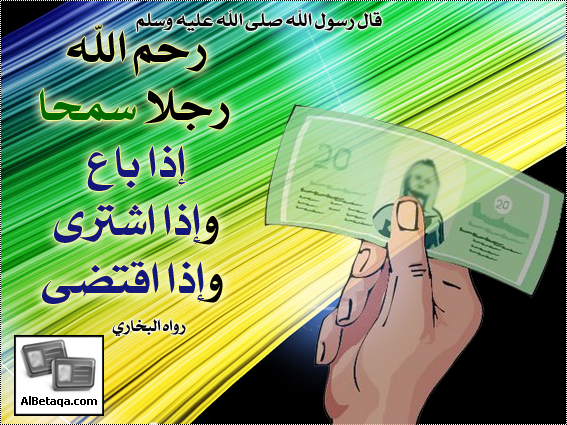 قال رسول الله صلى الله عليه وسلم
رحم الله
رجلا سمحا
إذا باع
وإذا اشترى
وإذا اقتضى
رواه البخاري
20
20
AlBetaqa.com